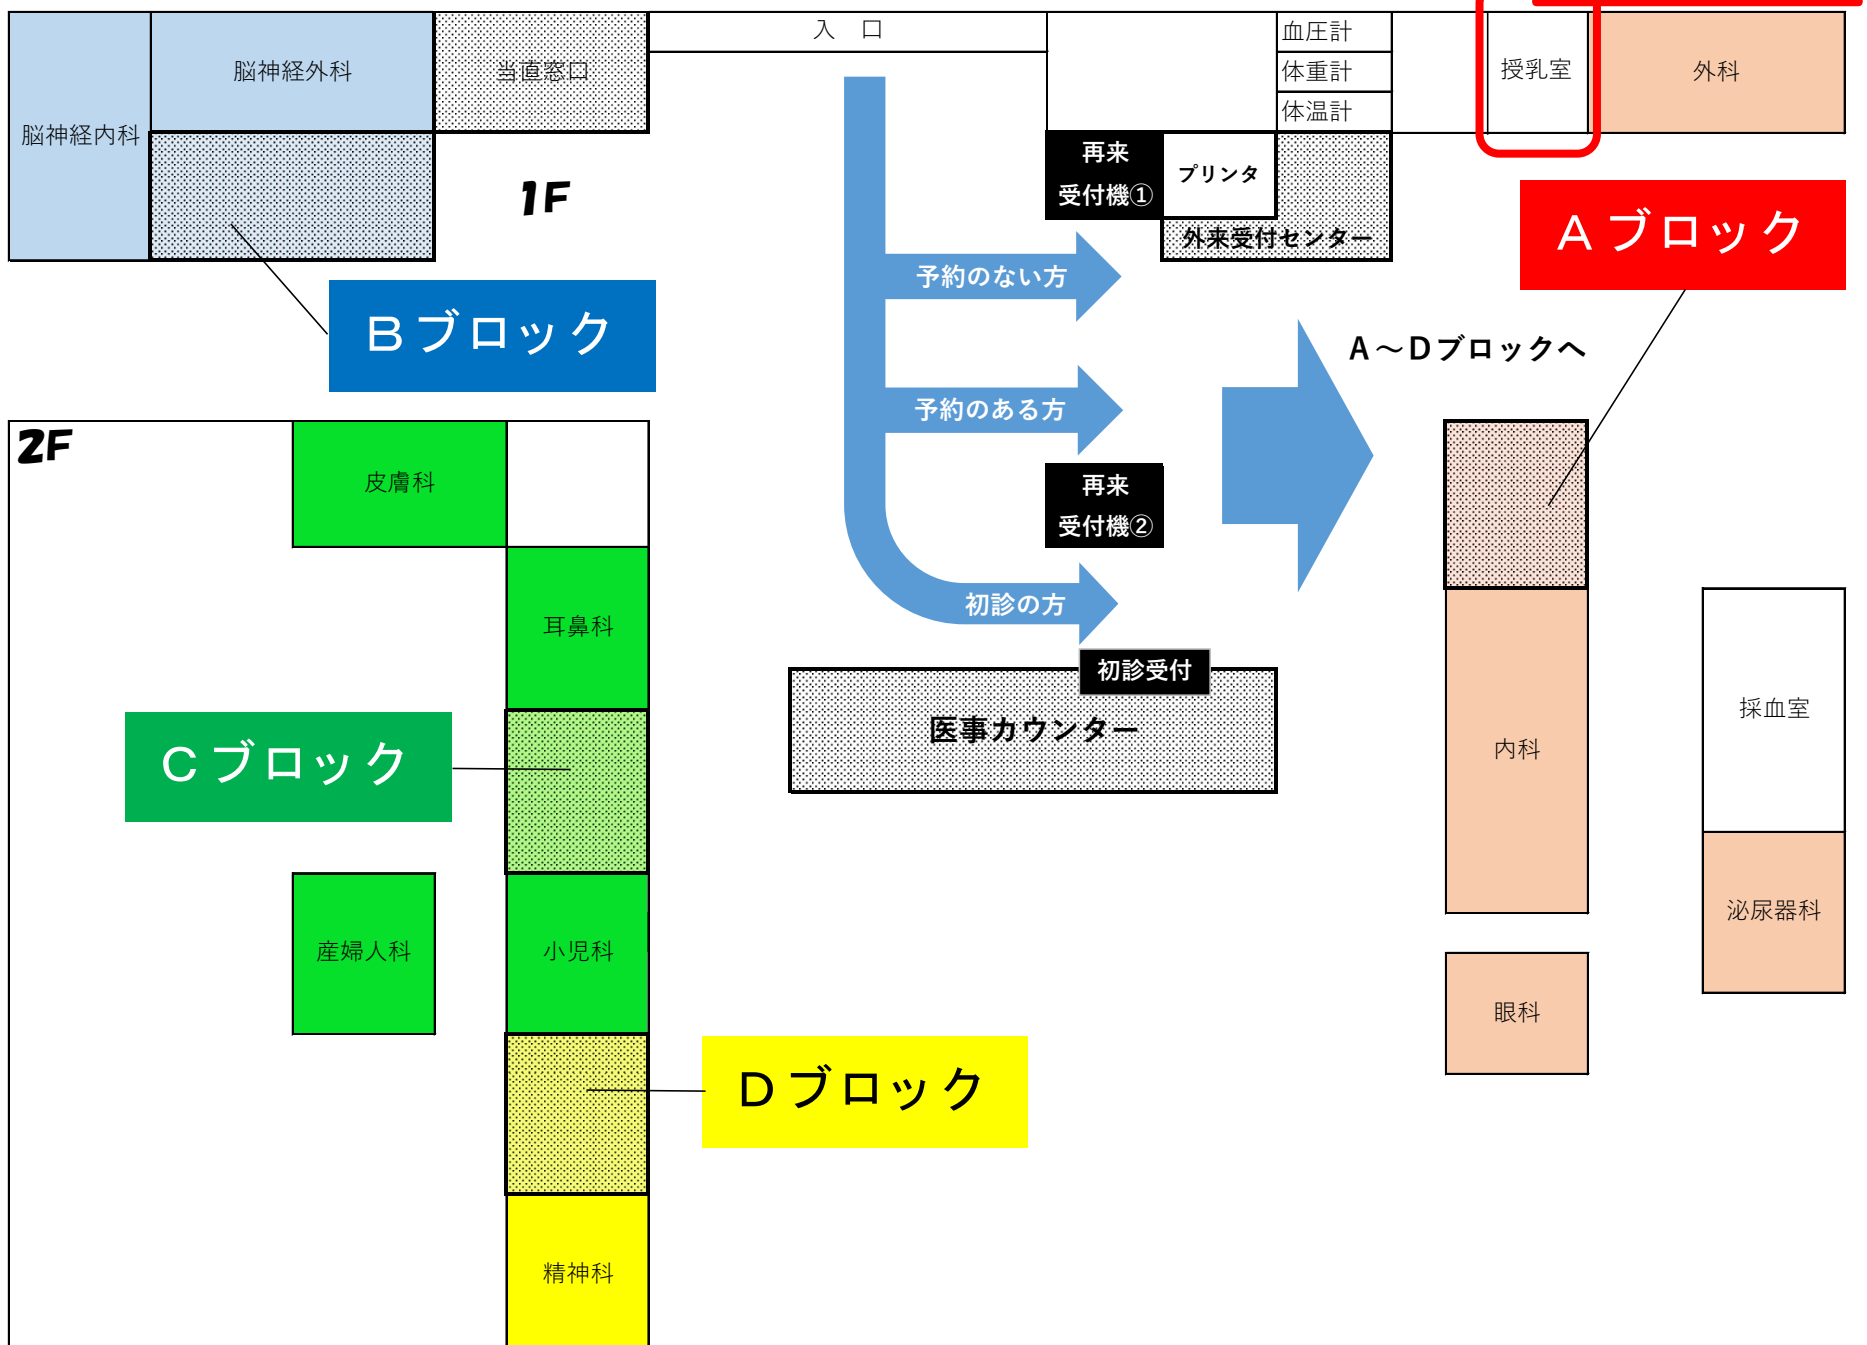 入　口
血圧計
体重計
体温計
授乳室
外科
脳神経外科
当直窓口
脳神経内科
1F
再来
受付機①
プリンタ
外来受付センター
Ａブロック
Ｂブロック
予約のない方
A～Dブロックへ
予約のある方
2F
皮膚科
再来
受付機②
耳鼻科
初診の方
初診受付
医事カウンター
採血室
内科
Ｃブロック
産婦人科
小児科
泌尿器科
眼科
Ｄブロック
精神科